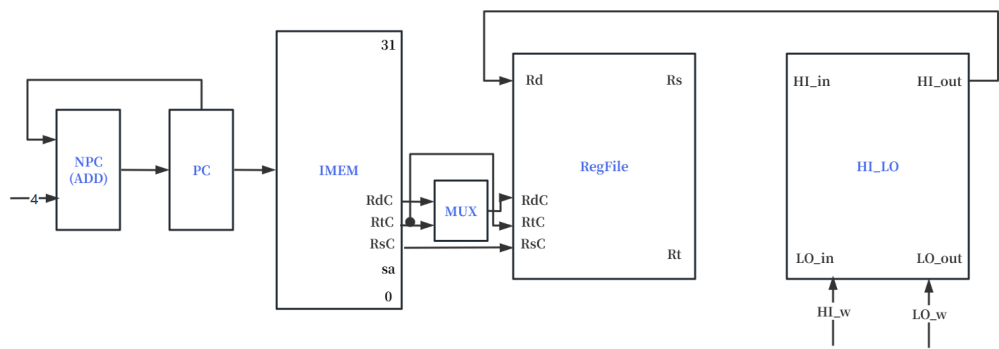 31
Rd
Rs
HI_in
HI_out
NPC
(ADD)
PC
IMEM
RegFile
HI_LO
4
RdC
RtC
RsC
MUX
RdC
RtC
RsC
sa
0
Rt
LO_in
LO_out
HI_w
LO_w